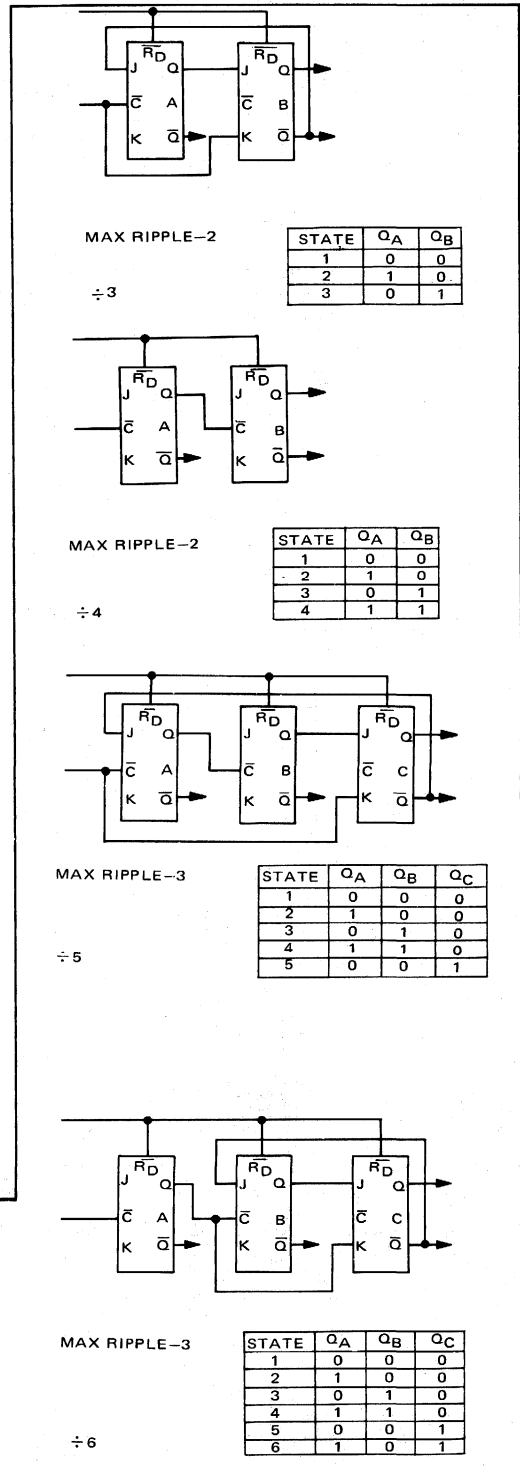 R̅D R̅D
J Q J Q
C̅ A C̅ B
K Q̅ K Q̅
MAX RIPPLE–2
÷3
STATE QA QB
1 0 0
2 1 0
3 0 1
R̅D R̅D
J Q J Q
C̅ A C̅ B
K Q̅ K Q̅
MAX RIPPLE–2
÷4
STATE QA QB
1 0 0
2 1 0
3 0 1
4 1 1
R̅D R̅D R̅D
J Q J Q J Q
C̅ A C̅ B C̅ C
K Q̅ K Q̅ K Q̅
MAX RIPPLE–3
÷5
STATE QA QB QC
1 0 0 0
2 1 0 0
3 0 1 0
4 1 1 0
5 0 0 1
R̅D R̅D R̅D
J Q J Q J Q
C̅ A C̅ B C̅ C
K Q̅ K Q̅ K Q̅
MAX RIPPLE–3
÷6
STATE QA QB QC
1 0 0 0
2 1 0 0
3 0 1 0
4 1 1 0
5 0 0 1
6 1 0 1